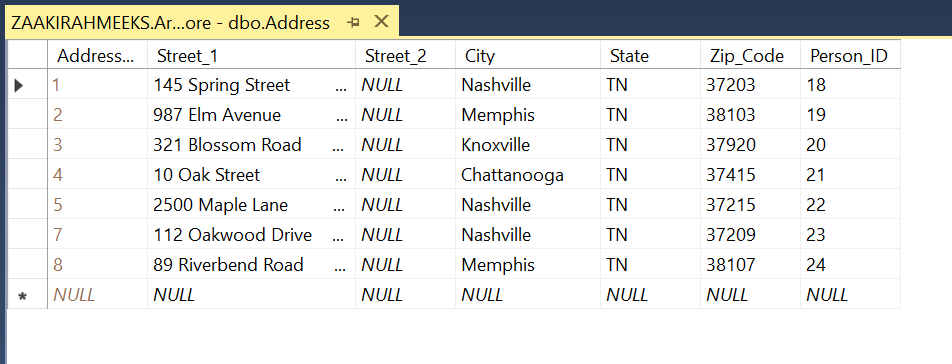 ZAAKIRAHMEEKS.Ar...ore - dbo.Address
Address... Street_1 Street_2 City State Zip_Code Person_ID
1 145 Spring Street ... NULL Nashville TN 37203 18
2 987 Elm Avenue ... NULL Memphis TN 38103 19
3 321 Blossom Road ... NULL Knoxville TN 37920 20
4 10 Oak Street ... NULL Chattanooga TN 37415 21
5 2500 Maple Lane ... NULL Nashville TN 37215 22
7 112 Oakwood Drive ... NULL Nashville TN 37209 23
8 89 Riverbend Road ... NULL Memphis TN 38107 24
* NULL NULL NULL NULL NULL NULL NULL